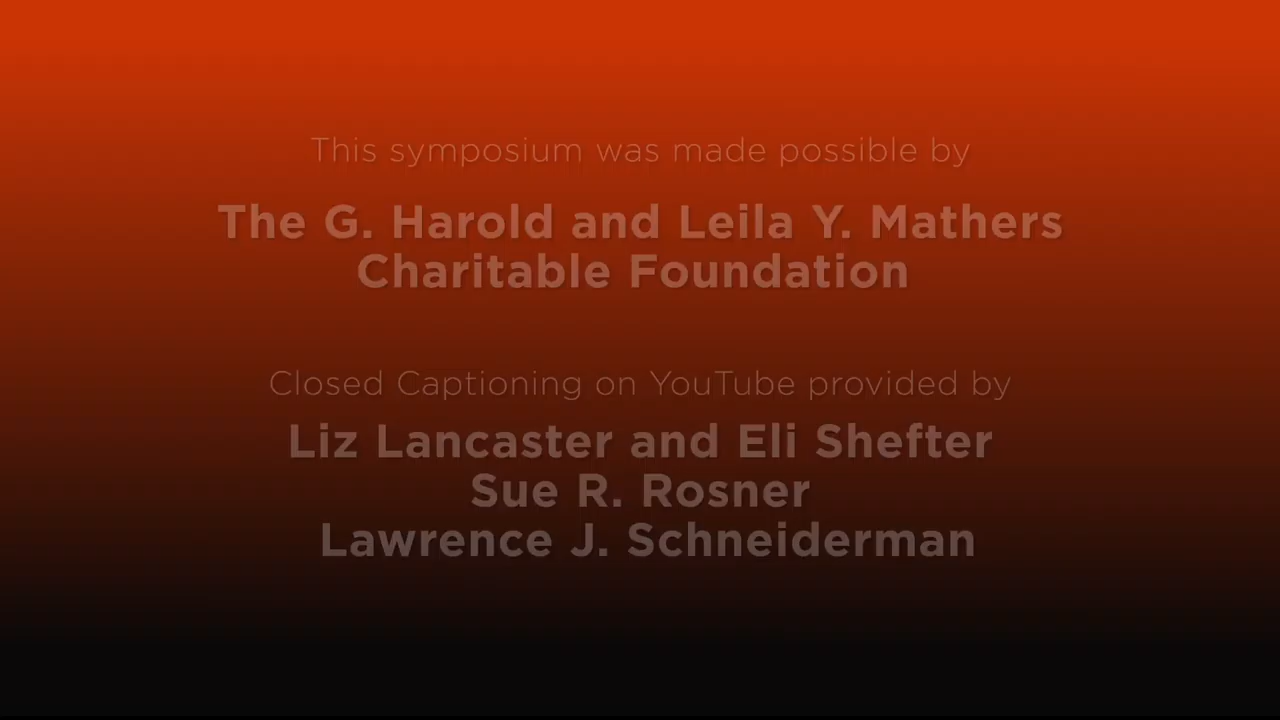 This symposium was made possible by
The G. Harold and Leila Y. Mathers
Charitable Foundation
Closed Captioning on YouTube provided by
Liz Lancaster and Eli Shefter
Sue R. Rosner
Lawrence J. Schneiderman